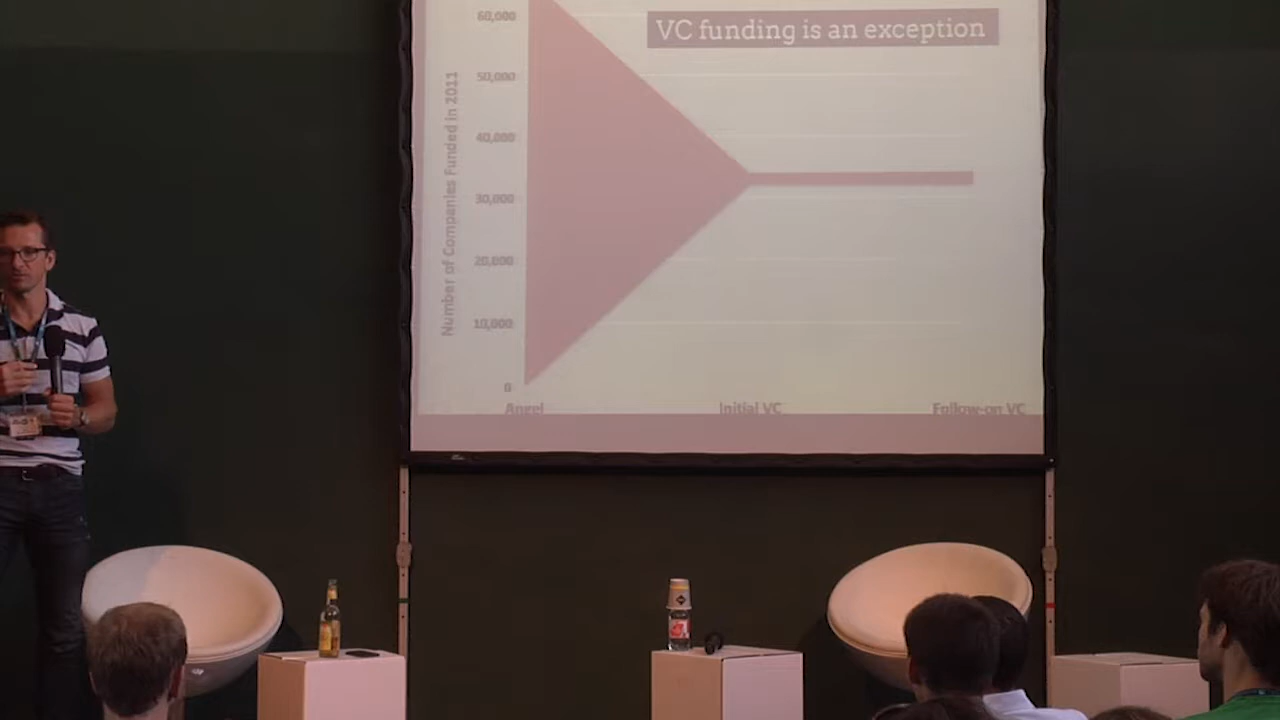 VC funding is an exception
60,000
50,000
40,000
30,000
20,000
10,000
0
Number of Companies Funded in 2011
Angel
Initial VC
Follow-on VC